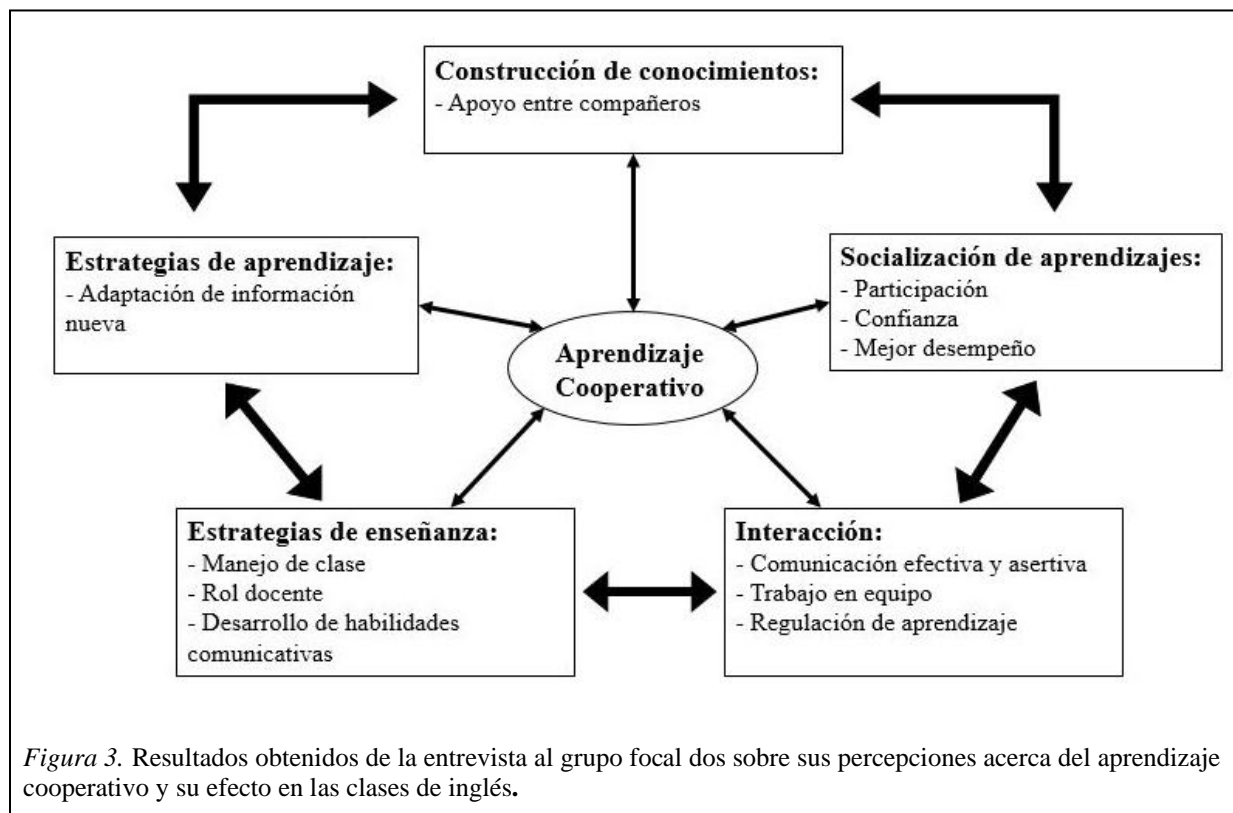 Construcción de conocimientos:
- Apoyo entre compañeros
Estrategias de aprendizaje:
- Adaptación de información
nueva
Socialización de aprendizajes:
- Participación
- Confianza
- Mejor desempeño
Aprendizaje
Cooperativo
Estrategias de enseñanza:
- Manejo de clase
- Rol docente
- Desarrollo de habilidades
comunicativas
Interacción:
- Comunicación efectiva y asertiva
- Trabajo en equipo
- Regulación de aprendizaje
Figura 3. Resultados obtenidos de la entrevista al grupo focal dos sobre sus percepciones acerca del aprendizaje
cooperativo y su efecto en las clases de inglés.